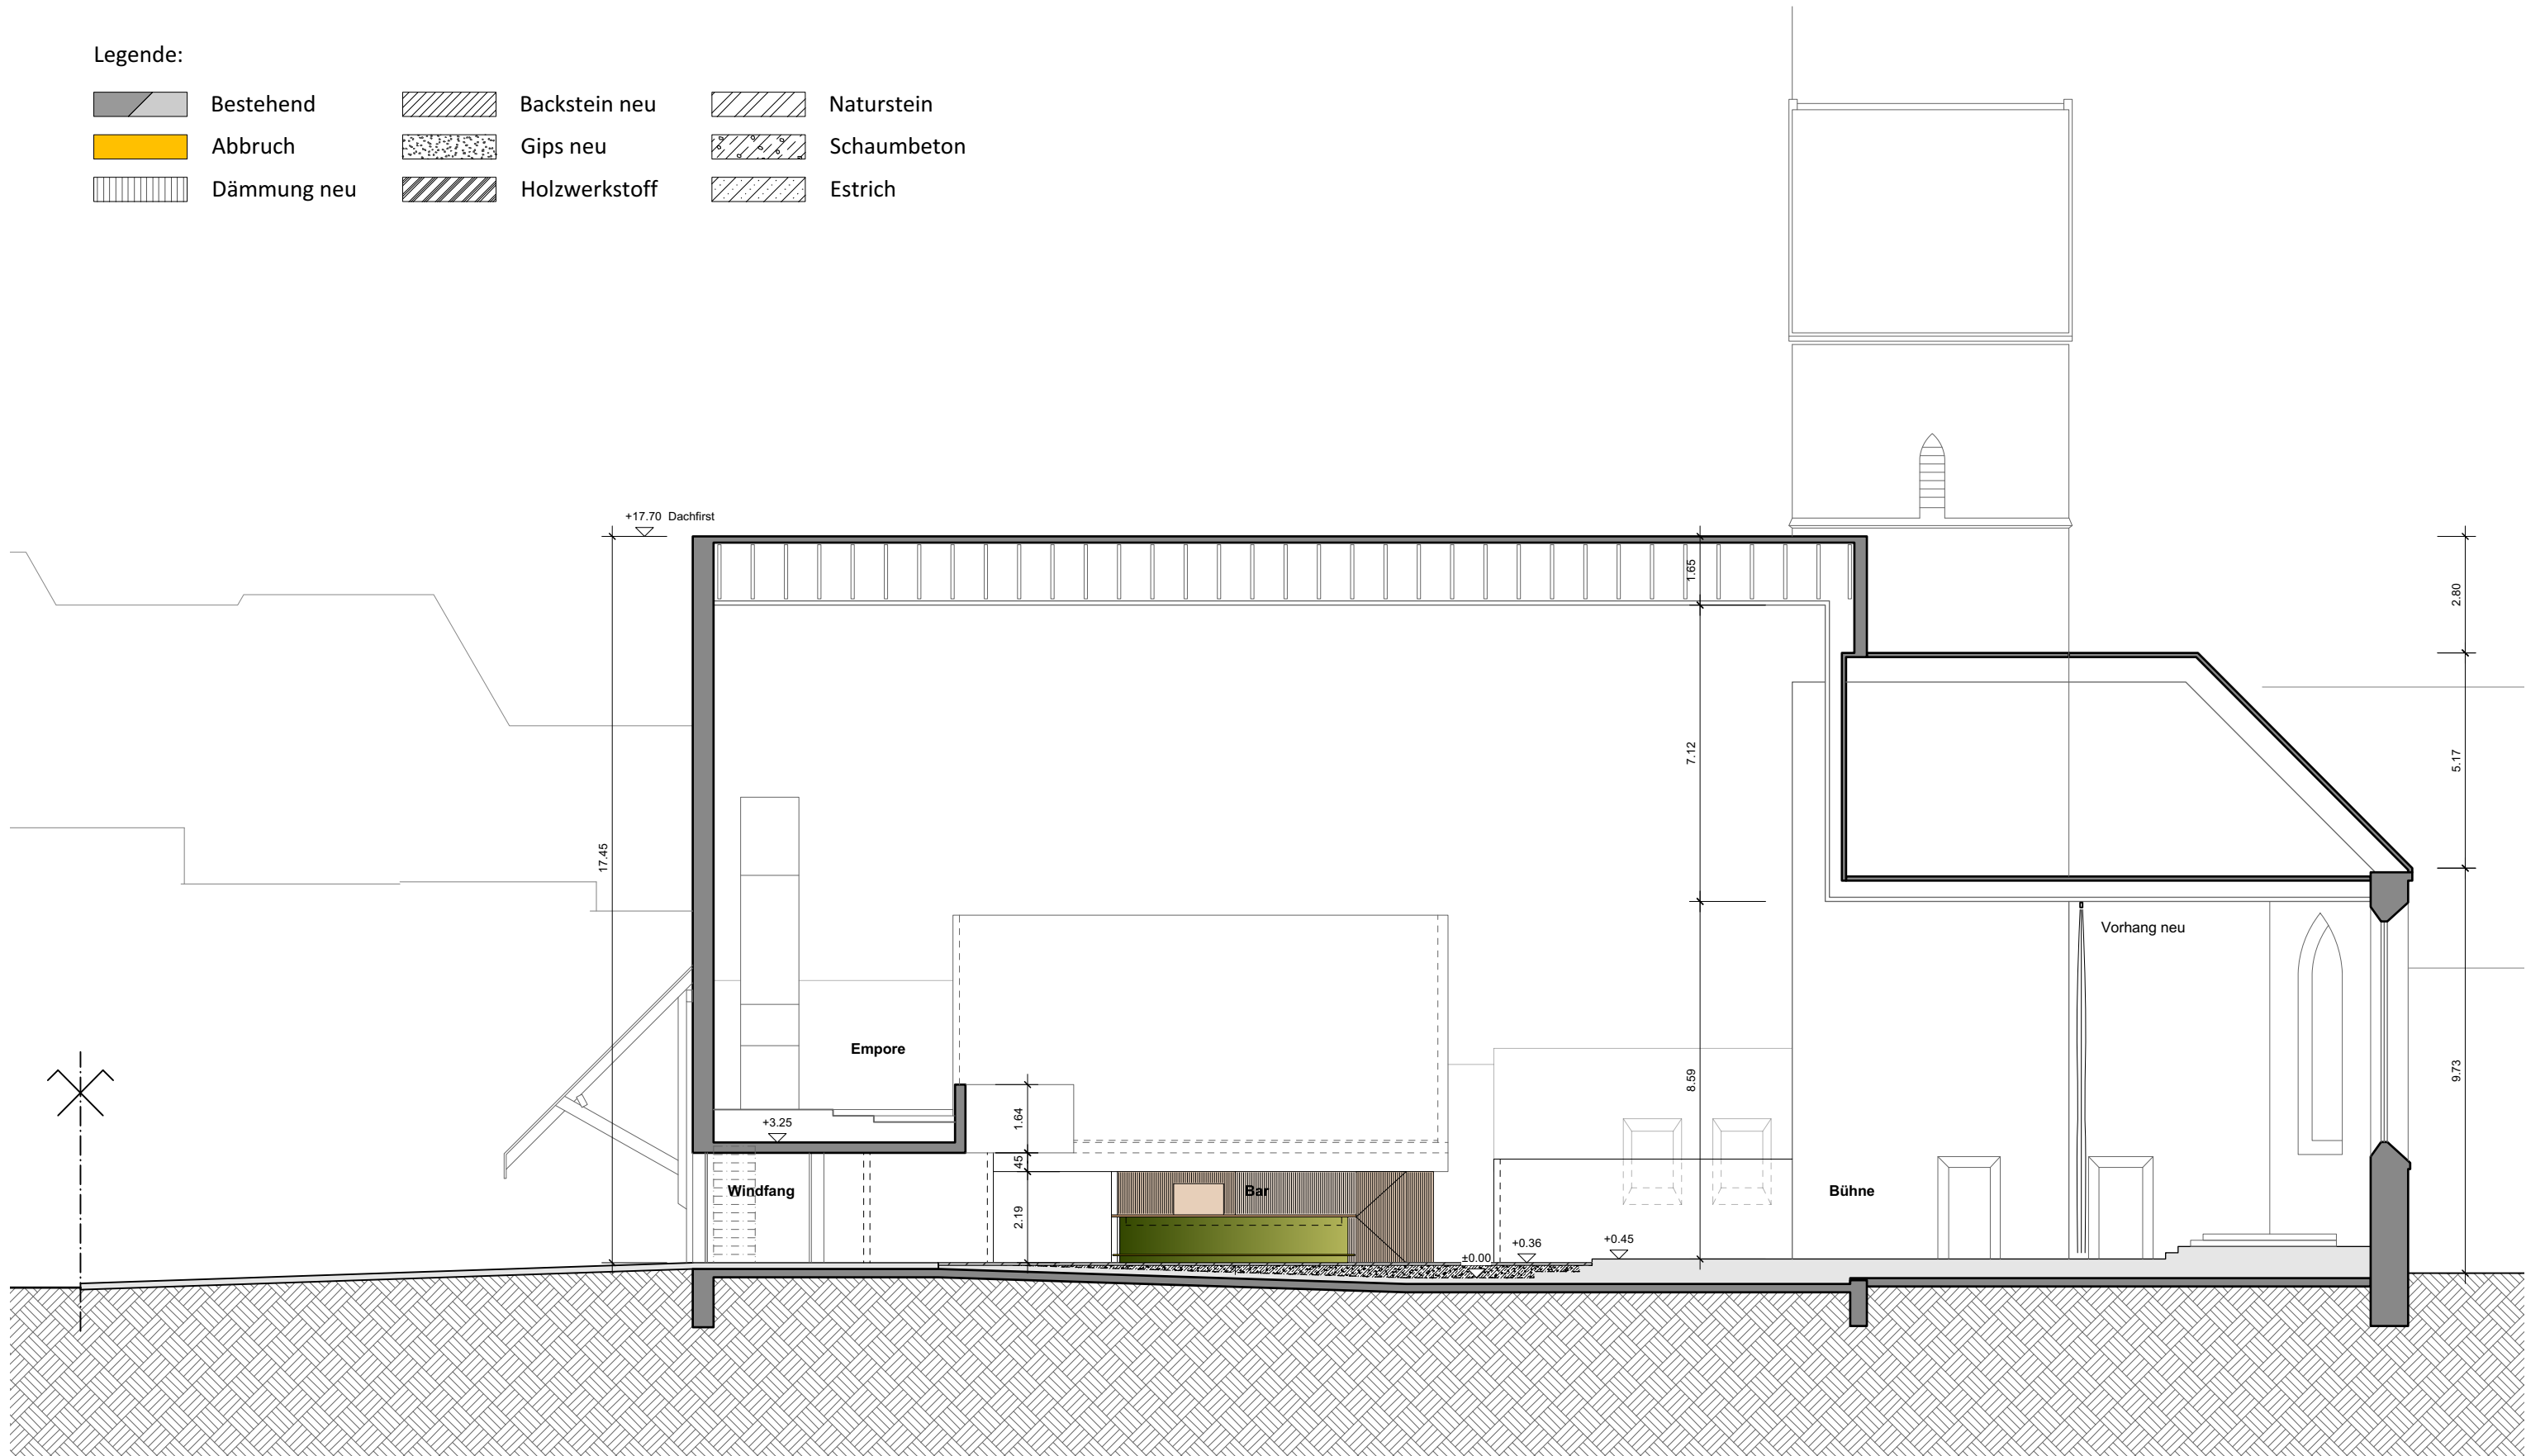 Legende:
Bestehend
Backstein neu
Naturstein
Abbruch
Gips neu
Schaumbeton
Dämmung neu
Holzwerkstoff
Estrich
+17.70 Dachfirst
1.65
2.80
7.12
5.17
17.45
Vorhang neu
Empore
8.59
9.73
1.64
+3.25
45
Windfang
Bar
Bühne
2.19
±0.00
+0.36
+0.45